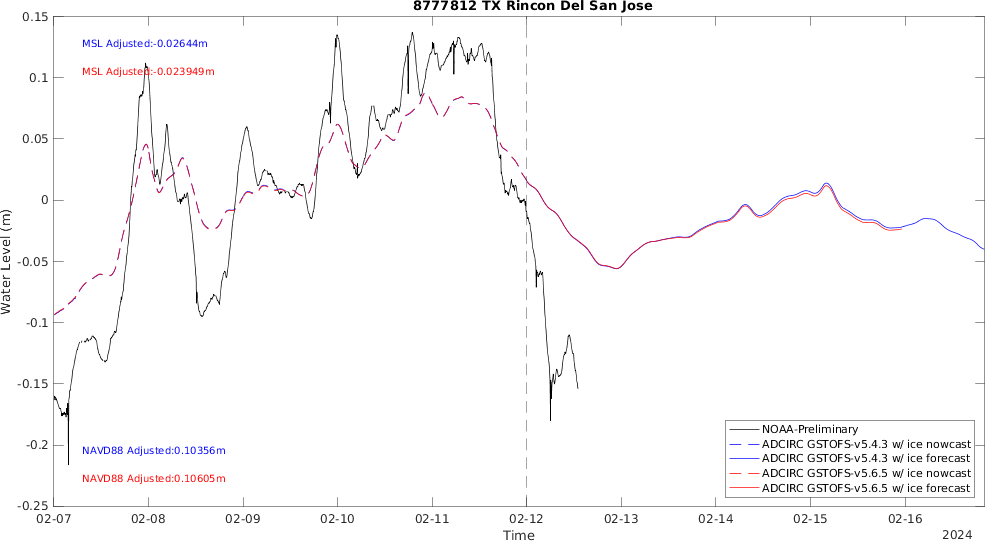 8777812 TX Rincon Del San Jose
MSL Adjusted:-0.02644m
MSL Adjusted:-0.023949m
NAVD88 Adjusted:0.10356m
NAVD88 Adjusted:0.10605m
Water Level (m)
0.15
0.1
0.05
0
-0.05
-0.1
-0.15
-0.2
-0.25
NOAA-Preliminary
ADCIRC GSTOFS-v5.4.3 w/ ice nowcast
ADCIRC GSTOFS-v5.4.3 w/ ice forecast
ADCIRC GSTOFS-v5.6.5 w/ ice nowcast
ADCIRC GSTOFS-v5.6.5 w/ ice forecast
02-07 02-08 02-09 02-10 02-11 02-12 02-13 02-14 02-15 02-16
Time
2024